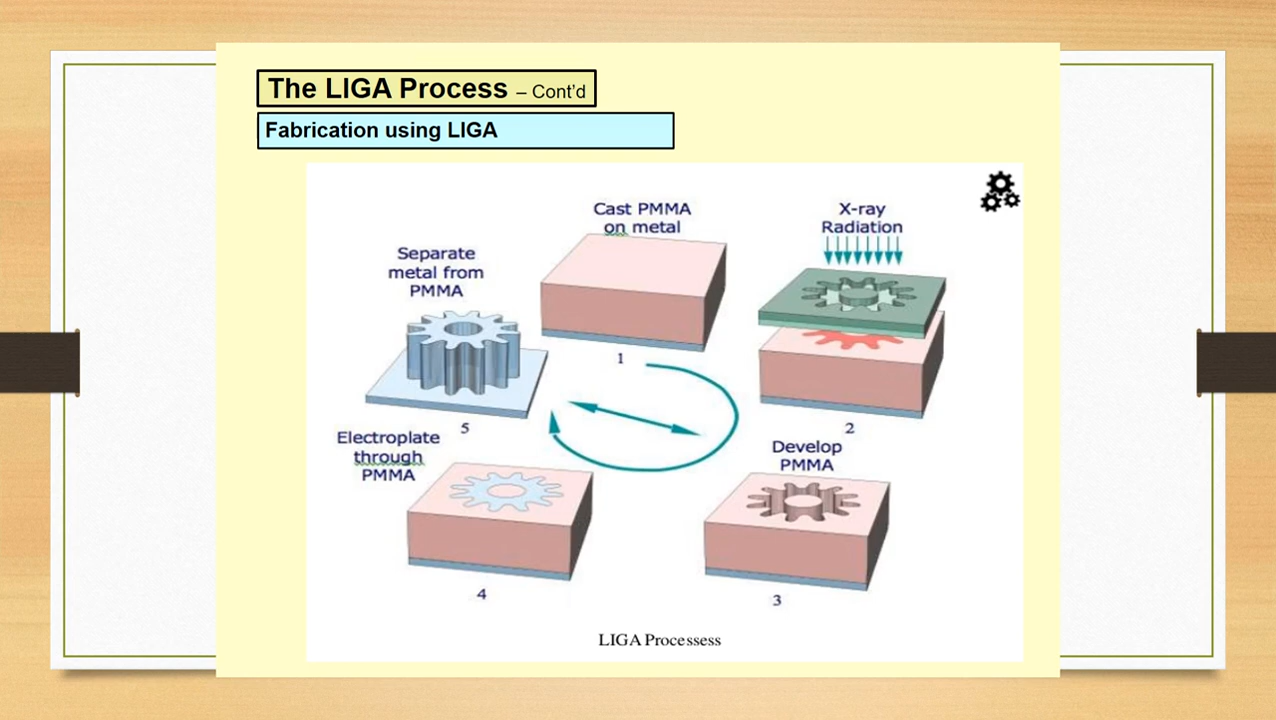 The LIGA Process – Cont'd
Fabrication using LIGA
Cast PMMA
on metal
1
X-ray
Radiation
2
Develop
PMMA
3
Electroplate
through
PMMA
4
Separate
metal from
PMMA
5
LIGA Processess